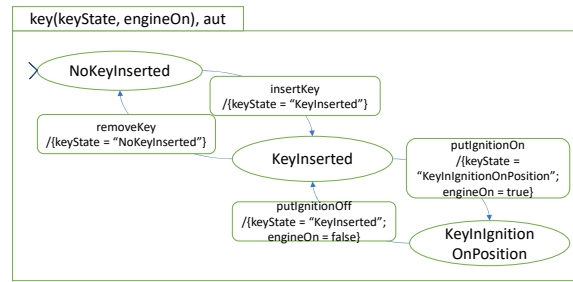 key(keyState, engineOn), aut
NoKeyInserted
insertKey
/{keyState = “KeyInserted”}
removeKey
/{keyState = “NoKeyInserted”}
KeyInserted
putIgnitionOn
/{keyState =
“KeyInIgnitionOnPosition”;
engineOn = true}
putIgnitionOff
/{keyState = “KeyInserted”;
engineOn = false}
KeyInIgnition
OnPosition